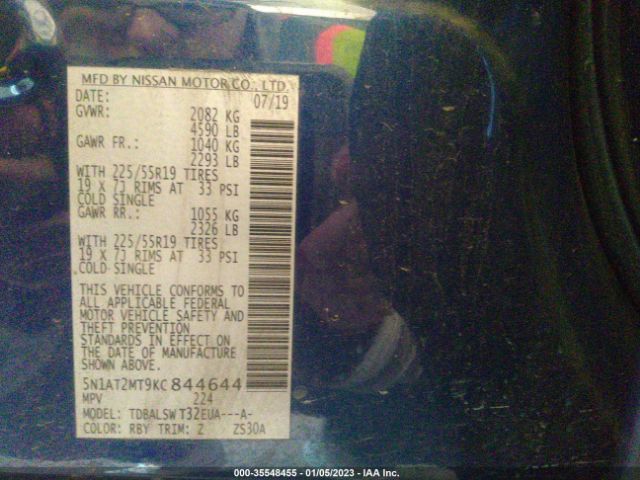 MFD BY NISSAN MOTOR CO., LTD.
DATE: 07/19
GVWR: 2082 KG
4590 LB
GAWR FR.: 1040 KG
2293 LB
WITH 225/55R19 TIRES
19 X 7J RIMS AT 33 PSI
COLD SINGLE
GAWR RR.: 1055 KG
2326 LB
WITH 225/55R19 TIRES
19 X 7J RIMS AT 33 PSI
COLD SINGLE
THIS VEHICLE CONFORMS TO
ALL APPLICABLE FEDERAL
MOTOR VEHICLE SAFETY AND
THEFT PREVENTION
STANDARDS IN EFFECT ON
THE DATE OF MANUFACTURE
SHOWN ABOVE.
5N1AT2MT9KC844644
MPV 224
MODEL: TDBALSW T32EUA---A-
COLOR: RBY TRIM: Z ZS30A
000-35548455 - 01/05/2023 - IAA Inc.